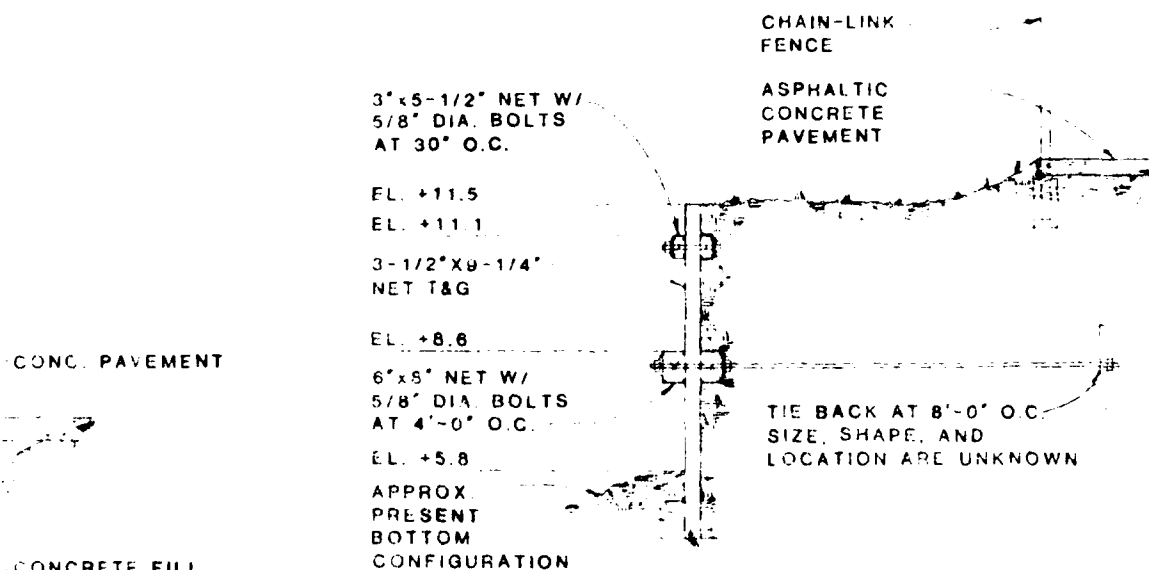 CHAIN-LINK
FENCE
ASPHALTIC
CONCRETE
PAVEMENT
3"x5-1/2" NET W/
5/8" DIA. BOLTS
AT 30" O.C.
EL. +11.5
EL. +11.1
3-1/2"X9-1/4"
NET T&G
EL. +8.6
6"x8" NET W/
5/8" DIA. BOLTS
AT 4'-0" O.C.
EL. +5.8
APPROX.
PRESENT
BOTTOM
CONFIGURATION
TIE BACK AT 8'-0" O.C.
SIZE, SHAPE, AND
LOCATION ARE UNKNOWN
CONC. PAVEMENT
CONCRETE FILL